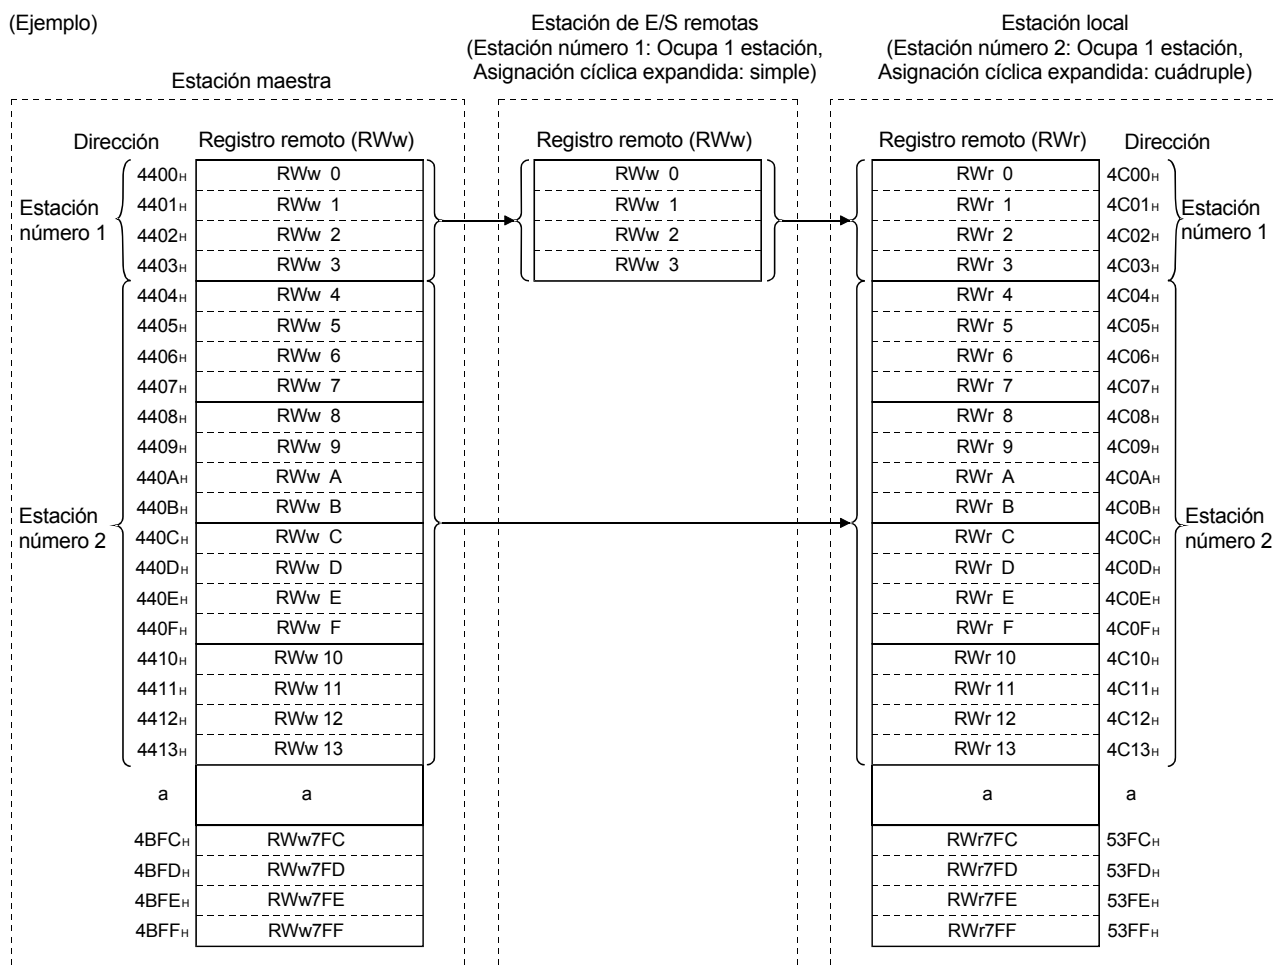 (Ejemplo)
Estación de E/S remotas
(Estación número 1: Ocupa 1 estación,
Asignación cíclica expandida: simple)
Estación local
(Estación número 2: Ocupa 1 estación,
Asignación cíclica expandida: cuádruple)
Estación maestra
Dirección Registro remoto (RWw) Registro remoto (RWw) Registro remoto (RWr) Dirección
4400H RWw 0 RWw 0 RWr 0 4C00H
Estación 4401H RWw 1 RWw 1 RWr 1 4C01H Estación
número 1 4402H RWw 2 RWw 2 RWr 2 4C02H número 1
4403H RWw 3 RWw 3 RWr 3 4C03H
4404H RWw 4 RWr 4 4C04H
4405H RWw 5 RWr 5 4C05H
4406H RWw 6 RWr 6 4C06H
4407H RWw 7 RWr 7 4C07H
4408H RWw 8 RWr 8 4C08H
4409H RWw 9 RWr 9 4C09H
440AH RWw A RWr A 4C0AH
Estación 440BH RWw B RWr B 4C0BH Estación
número 2 440CH RWw C RWr C 4C0CH número 2
440DH RWw D RWr D 4C0DH
440EH RWw E RWr E 4C0EH
440FH RWw F RWr F 4C0FH
4410H RWw 10 RWr 10 4C10H
4411H RWw 11 RWr 11 4C11H
4412H RWw 12 RWr 12 4C12H
4413H RWw 13 RWr 13 4C13H
a a a a
4BFCH RWw7FC RWr7FC 53FCH
4BFDH RWw7FD RWr7FD 53FDH
4BFEH RWw7FE RWr7FE 53FEH
4BFFH RWw7FF RWr7FF 53FFH